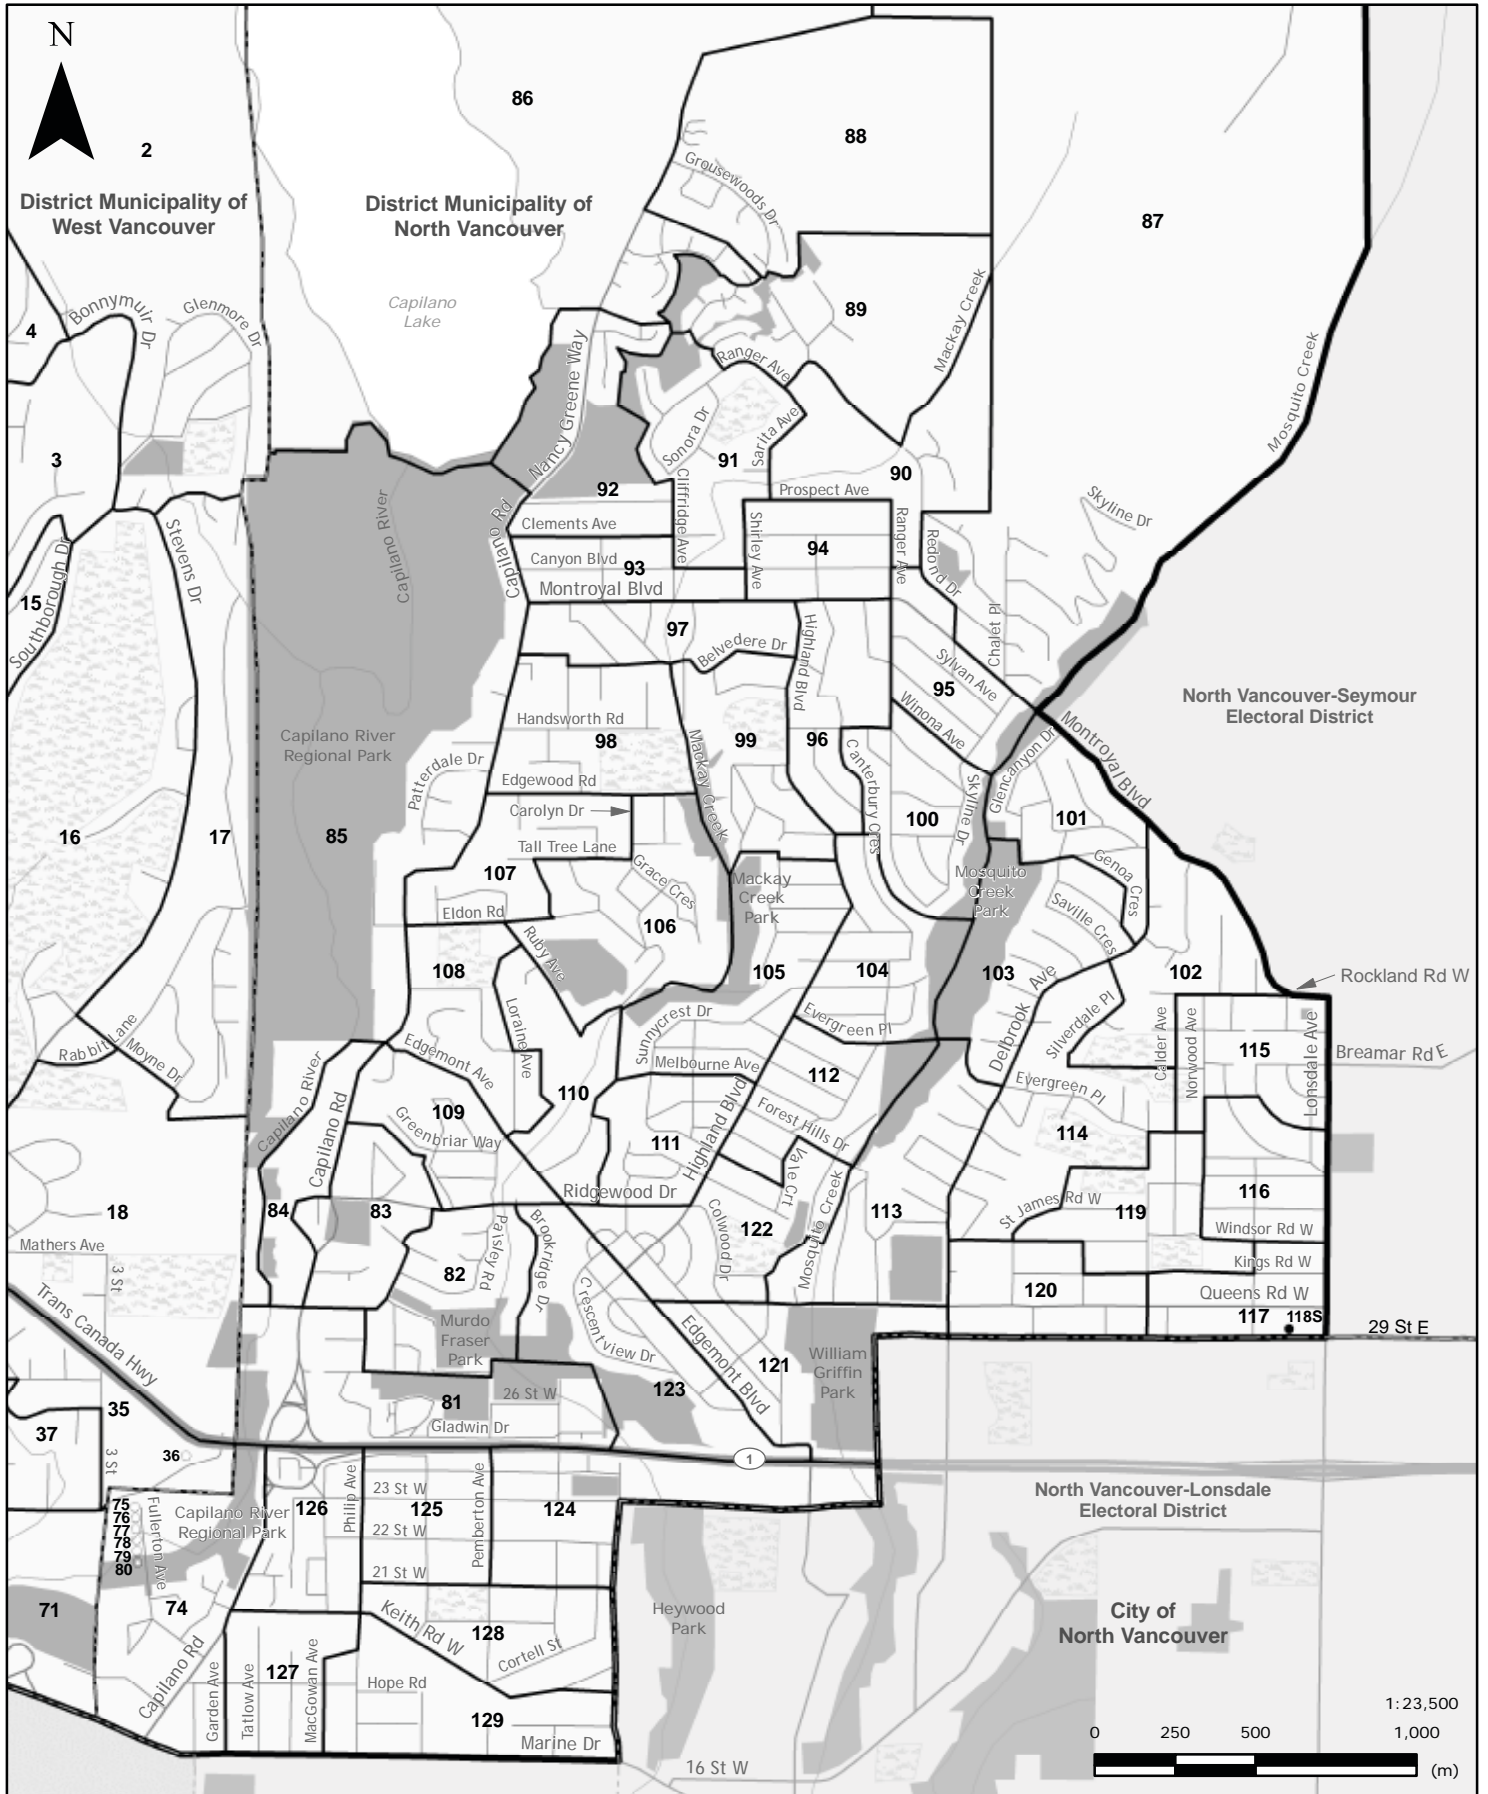 N
86
2
88
Grousewoods Dr
District Municipality of
West Vancouver
District Municipality of
North Vancouver
87
Capilano
Lake
4
Bonnymuir Dr
Glenmore Dr
89
Mackay Creek
Nancy Greene Way
Ranger Ave
Mosquito Creek
3
Sonora Dr
Sarita Ave
91
90
92
Prospect Ave
Skyline Dr
Capilano River
Capilano Rd
Clements Ave
Cliffridge Ave
Shirley Ave
94
Ranger Ave
Redond Dr
Stevens Dr
Canyon Blvd
93
Montroyal Blvd
15
Southborough Dr
97
Belvedere Dr
Highland Blvd
Chalet Pl
Sylvan Ave
95
Winona Ave
North Vancouver-Seymour
Electoral District
Capilano River
Regional Park
Handsworth Rd
98
99
96
Mackay Creek
Canterbury Cres
Skyline Dr
Glencanyon Dr
Montroyal Blvd
Patterdale Dr
Edgewood Rd
Carolyn Dr
16
17
85
100
101
Tall Tree Lane
107
Grace Cres
Mackay
Creek
Park
Mosquito
Creek
Park
Genoa Cres
Eldon Rd
106
Saville Cres
Ruby Ave
108
105
104
103
102
Rockland Rd W
Loraine Ave
Sunnycrest Dr
Evergreen Pl
Delbrook Ave
Silverdale Pl
Calder Ave
Norwood Ave
115
Lonsdale Ave
Breamar Rd E
Rabbit Lane
Moyne Dr
Capilano River
Edgemont Ave
Melbourne Ave
112
110
Evergreen Pl
Capilano Rd
109
Greenbriar Way
Forest Hills Dr
111
Highland Blvd
114
Vale Crt
Ridgewood Dr
116
18
84
83
St James Rd W
119
113
122
Colwood Dr
Mosquito Creek
Windsor Rd W
Mathers Ave
Paisley Rd
Brookridge Dr
Kings Rd W
3 St
82
Crescentview Dr
120
Queens Rd W
Trans Canada Hwy
117
118S
29 St E
Murdo
Fraser
Park
Edgemont Blvd
121
William
Griffin
Park
123
35
37
81
26 St W
Gladwin Dr
3 St
36
1
Philip Ave
Pemberton Ave
23 St W
North Vancouver-Lonsdale
Electoral District
75
76
77
78
79
80
Fullerton Ave
Capilano River
Regional Park
126
125
124
22 St W
21 St W
71
74
Keith Rd W
128
Cortell St
Heywood
Park
City of
North Vancouver
Capilano Rd
Garden Ave
Tatlow Ave
127
MacGowan Ave
Hope Rd
129
Marine Dr
1:23,500
0 250 500 1,000
(m)
16 St W